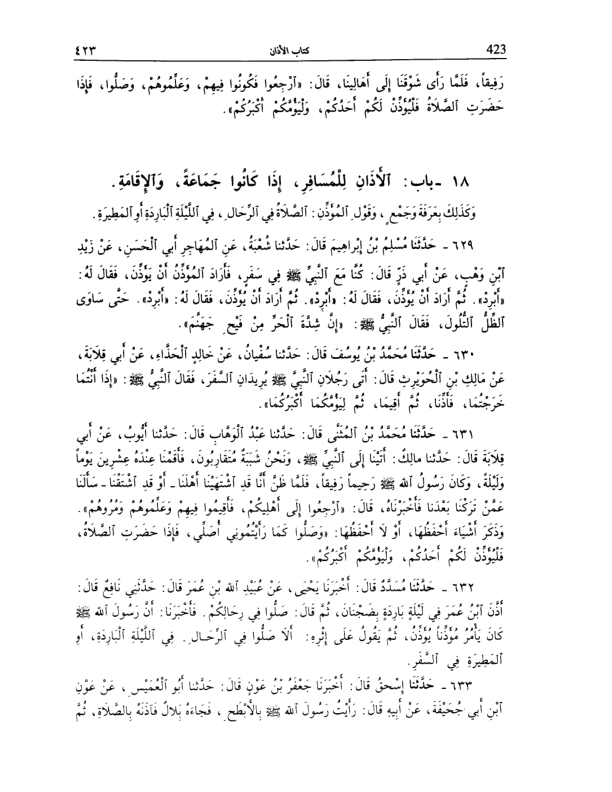 ٤٢٣ كتاب الأذان 423
رَفِيقاً، فَلَمَّا رَأَى شَوْقَنَا إِلَى أَهَالِينَا، قَالَ: «ٱرْجِعُوا فَكُونُوا فِيهِمْ، وَعَلِّمُوهُمْ، وَصَلُّوا، فَإِذَا
حَضَرَتِ ٱلصَّلَاةُ فَلْيُؤَذِّنْ لَكُمْ أَحَدُكُمْ، وَلْيَؤُمَّكُمْ أَكْبَرُكُمْ».
١٨ - باب: ٱلْأَذَانِ لِلْمُسَافِرِ، إِذَا كَانُوا جَمَاعَةً، وَٱلْإِقَامَةِ.
وَكَذَلِكَ بِعَرَفَةَ وَجَمْعٍ، وَقَوْلِ ٱلْمُؤَذِّنِ: ٱلصَّلَاةُ فِي ٱلرِّحَالِ، فِي ٱللَّيْلَةِ ٱلْبَارِدَةِ أَوِ ٱلْمَطِيرَةِ.
٦٢٩ - حَدَّثَنَا مُسْلِمُ بْنُ إِبْرَاهِيمَ قَالَ: حَدَّثنا شُعْبَةُ، عَنِ ٱلْمُهَاجِرِ أَبِي ٱلْحَسَنِ، عَنْ زَيْدِ
ٱبْنِ وَهْبٍ، عَنْ أَبِي ذَرٍّ قَالَ: كُنَّا مَعَ ٱلنَّبِيِّ ﷺ فِي سَفَرٍ، فَأَرَادَ ٱلْمُؤَذِّنُ أَنْ يُؤَذِّنَ، فَقَالَ لَهُ:
«أَبْرِدْ». ثُمَّ أَرَادَ أَنْ يُؤَذِّنَ، فَقَالَ لَهُ: «أَبْرِدْ». ثُمَّ أَرَادَ أَنْ يُؤَذِّنَ، فَقَالَ لَهُ: «أَبْرِدْ». حَتَّى سَاوَى
ٱلظِّلُّ ٱلتُّلُولَ، فَقَالَ ٱلنَّبِيُّ ﷺ: «إِنَّ شِدَّةَ ٱلْحَرِّ مِنْ فَيْحِ جَهَنَّمَ».
٦٣٠ - حَدَّثَنَا مُحَمَّدُ بْنُ يُوسُفَ قَالَ: حَدَّثنا سُفْيَانُ، عَنْ خَالِدٍ ٱلْحَذَّاءِ، عَنْ أَبِي قِلَابَةَ،
عَنْ مَالِكِ بْنِ ٱلْحُوَيْرِثِ قَالَ: أَتَى رَجُلَانِ ٱلنَّبِيَّ ﷺ يُرِيدَانِ ٱلسَّفَرَ، فَقَالَ ٱلنَّبِيُّ ﷺ: «إِذَا أَنْتُمَا
خَرَجْتُمَا، فَأَذِّنَا، ثُمَّ أَقِيمَا، ثُمَّ لِيَؤُمَّكُمَا أَكْبَرُكُمَا».
٦٣١ - حَدَّثَنَا مُحَمَّدُ بْنُ ٱلْمُثَنَّى قَالَ: حَدَّثنا عَبْدُ ٱلْوَهَّابِ قَالَ: حَدَّثنا أَيُّوبُ، عَنْ أَبِي
قِلَابَةَ قَالَ: حَدَّثنا مالِكٌ: أَتَيْنَا إِلَى ٱلنَّبِيِّ ﷺ، وَنَحْنُ شَبَبَةٌ مُتَقَارِبُونَ، فَأَقَمْنَا عِنْدَهُ عِشْرِينَ يَوْماً
وَلَيْلَةً، وَكَانَ رَسُولُ ٱللهِ ﷺ رَحِيماً رَفِيقاً، فَلَمَّا ظَنَّ أَنَّا قَدِ ٱشْتَهَيْنَا أَهْلَنَا - أَوْ قَدِ ٱشْتَقْنَا - سَأَلَنَا
عَمَّنْ تَرَكْنَا بَعْدَنا فَأَخْبَرْنَاهُ، قَالَ: «ٱرْجِعُوا إِلَى أَهْلِيكُمْ، فَأَقِيمُوا فِيهِمْ وَعَلِّمُوهُمْ وَمُرُوهُمْ».
وَذَكَرَ أَشْيَاءَ أَحْفَظُهَا، أَوْ لَا أَحْفَظُهَا: «وَصَلُّوا كَمَا رَأَيْتُمُونِي أُصَلِّي، فَإِذَا حَضَرَتِ ٱلصَّلَاةُ،
فَلْيُؤَذِّنْ لَكُمْ أَحَدُكُمْ، وَلْيَؤُمَّكُمْ أَكْبَرُكُمْ».
٦٣٢ - حَدَّثَنَا مُسَدَّدٌ قَالَ: أَخْبَرَنَا يَحْيَى، عَنْ عُبَيْدِ ٱللهِ بْنِ عُمَرَ قَالَ: حَدَّثَنِي نَافِعٌ قَالَ:
أَذَّنَ ٱبْنُ عُمَرَ فِي لَيْلَةٍ بَارِدَةٍ بِضَجْنَانَ، ثُمَّ قَالَ: صَلُّوا فِي رِحَالِكُمْ. فَأَخْبَرَنَا: أَنَّ رَسُولَ ٱللهِ ﷺ
كَانَ يَأْمُرُ مُؤَذِّناً يُؤَذِّنُ، ثُمَّ يَقُولُ عَلَى إِثْرِهِ: أَلَا صَلُّوا فِي ٱلرِّحَالِ. فِي ٱللَّيْلَةِ ٱلْبَارِدَةِ، أَوِ
ٱلْمَطِيرَةِ فِي ٱلسَّفَرِ.
٦٣٣ - حَدَّثَنَا إِسْحقُ قَالَ: أَخْبَرَنَا جَعْفَرُ بْنُ عَوْنٍ قَالَ: حَدَّثنا أَبُو ٱلْعُمَيْسِ، عَنْ عَوْنِ
ٱبْنِ أَبِي جُحَيْفَةَ، عَنْ أَبِيهِ قَالَ: رَأَيْتُ رَسُولَ ٱللهِ ﷺ بِٱلْأَبْطَحِ، فَجَاءَهُ بِلَالٌ فَآذَنَهُ بِٱلصَّلَاةِ، ثُمَّ